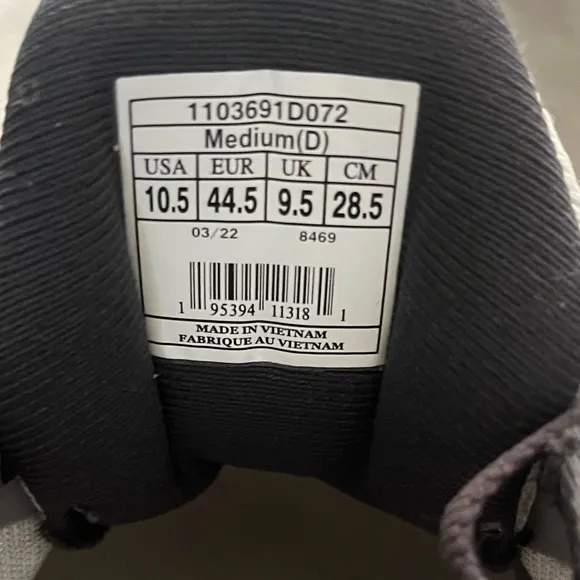 1103691D072
Medium(D)
USA EUR UK CM
10.5 44.5 9.5 28.5
03/22 8469
1 95394 11318 1
MADE IN VIETNAM
FABRIQUE AU VIETNAM